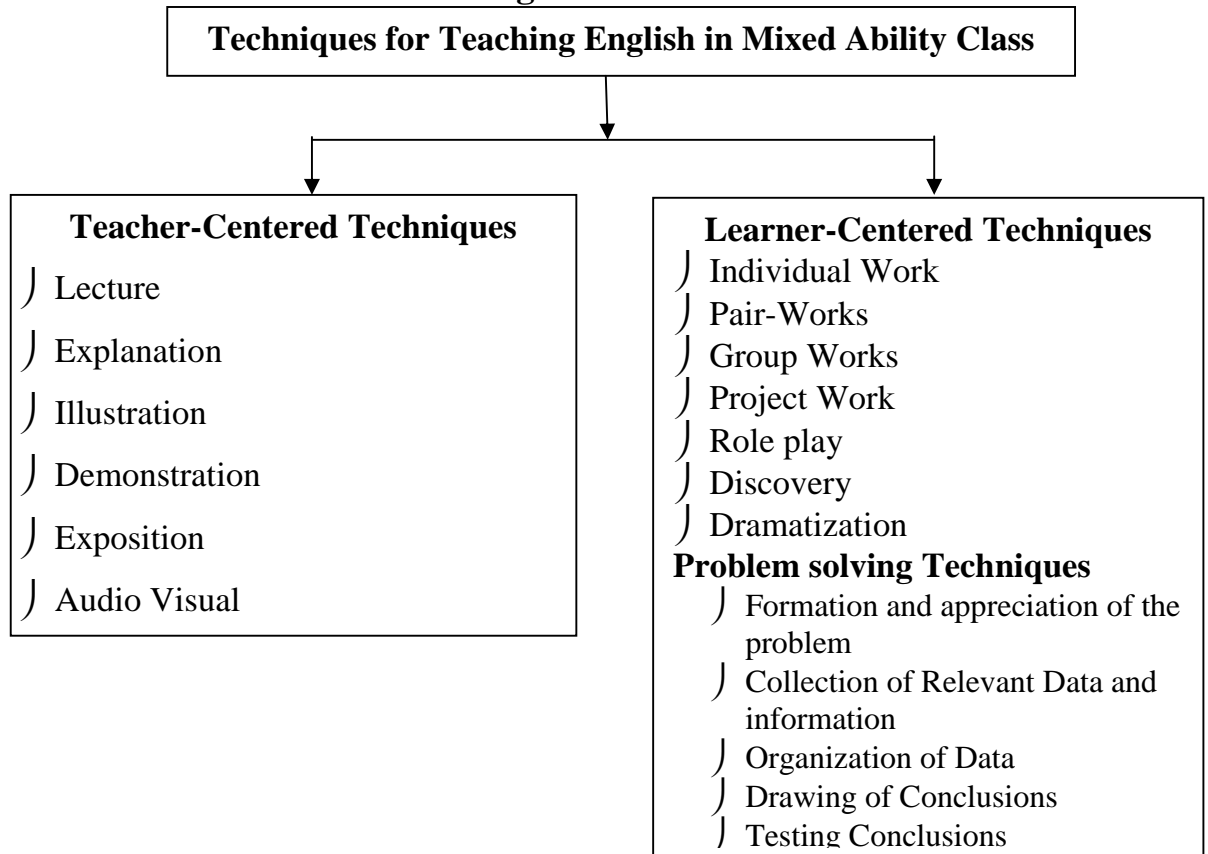 Techniques for Teaching English in Mixed Ability Class
Teacher-Centered Techniques
⌡ Lecture
⌡ Explanation
⌡ Illustration
⌡ Demonstration
⌡ Exposition
⌡ Audio Visual
Learner-Centered Techniques
⌡ Individual Work
⌡ Pair-Works
⌡ Group Works
⌡ Project Work
⌡ Role play
⌡ Discovery
⌡ Dramatization
Problem solving Techniques
⌡ Formation and appreciation of the
problem
⌡ Collection of Relevant Data and
information
⌡ Organization of Data
⌡ Drawing of Conclusions
⌡ Testing Conclusions